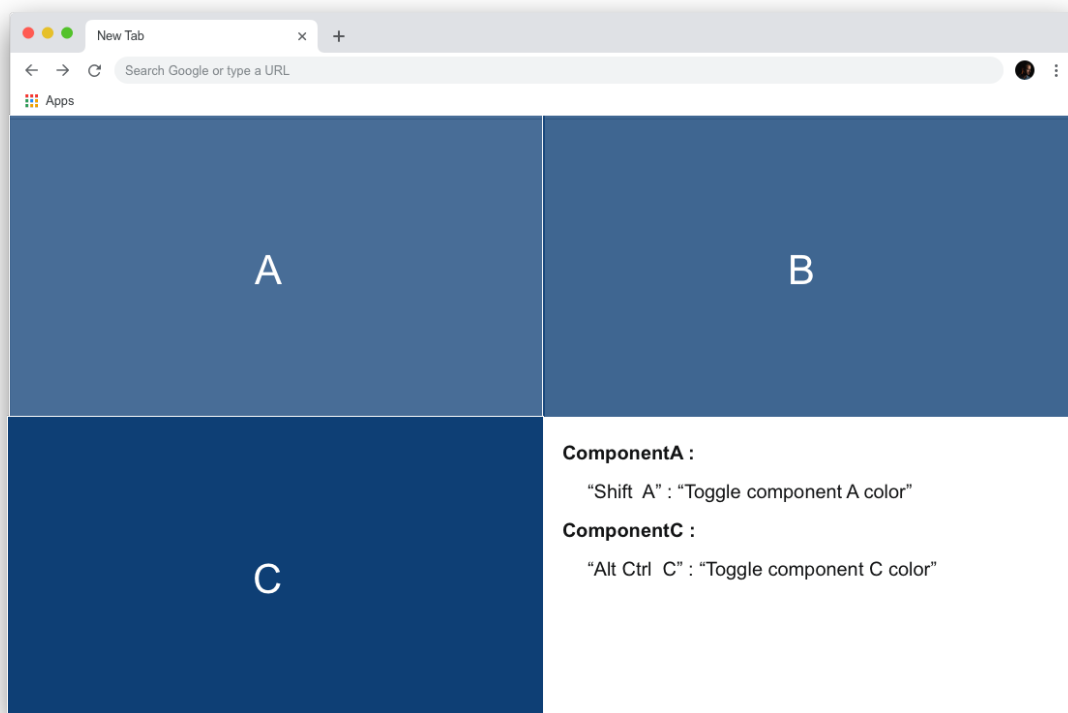 New Tab
Search Google or type a URL
Apps
A
B
C
ComponentA :
“Shift  A” : “Toggle component A color”
ComponentC :
“Alt Ctrl  C” : “Toggle component C color”